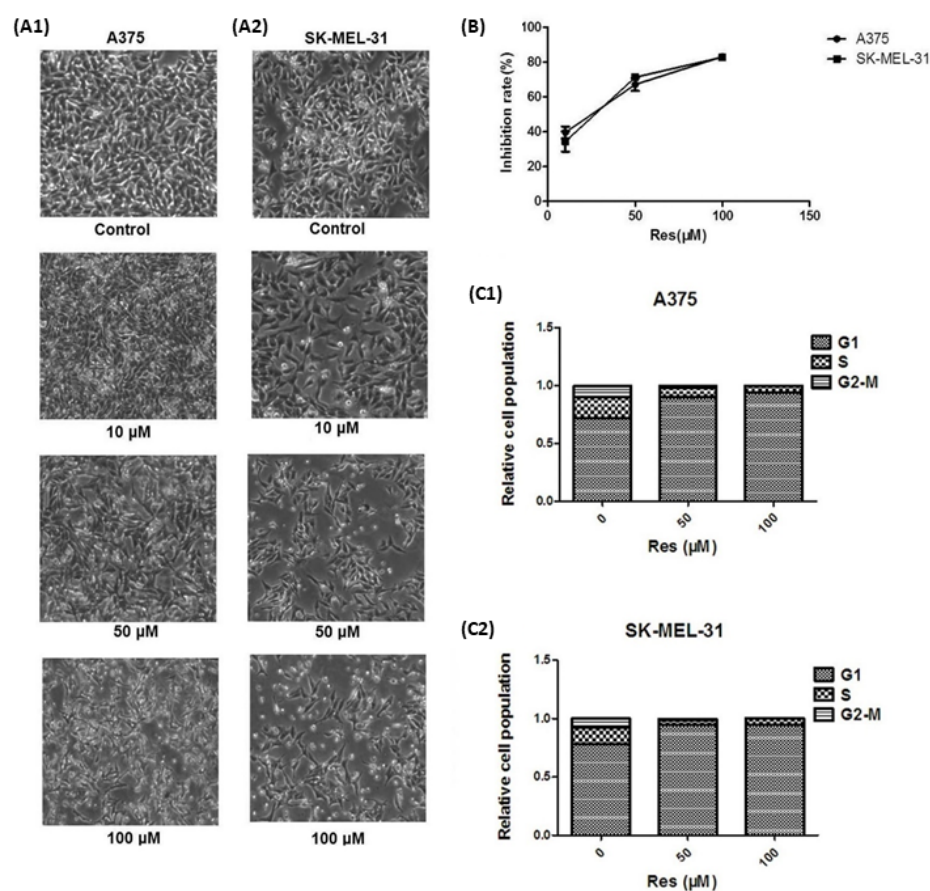 (A1)
A375
(A2)
SK-MEL-31
Control
Control
10 µM
10 µM
50 µM
50 µM
100 µM
100 µM
(B)
100
80
60
40
20
0
Inhibition rate(%)
0
50
100
150
Res(µM)
A375
SK-MEL-31
(C1)
A375
1.5
1.0
0.5
0.0
Relative cell population
0
50
100
Res (µM)
G1
S
G2-M
(C2)
SK-MEL-31
1.5
1.0
0.5
0.0
Relative cell population
0
50
100
Res (µM)
G1
S
G2-M